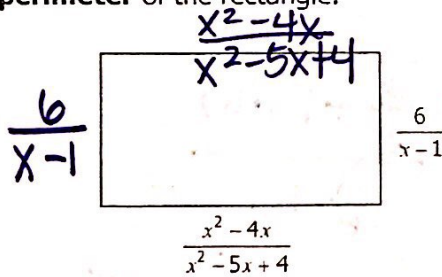 perimeter of the rectangle.
x² - 4x
x² - 5x + 4
6
x - 1
6
x - 1
x² - 4x
x² - 5x + 4